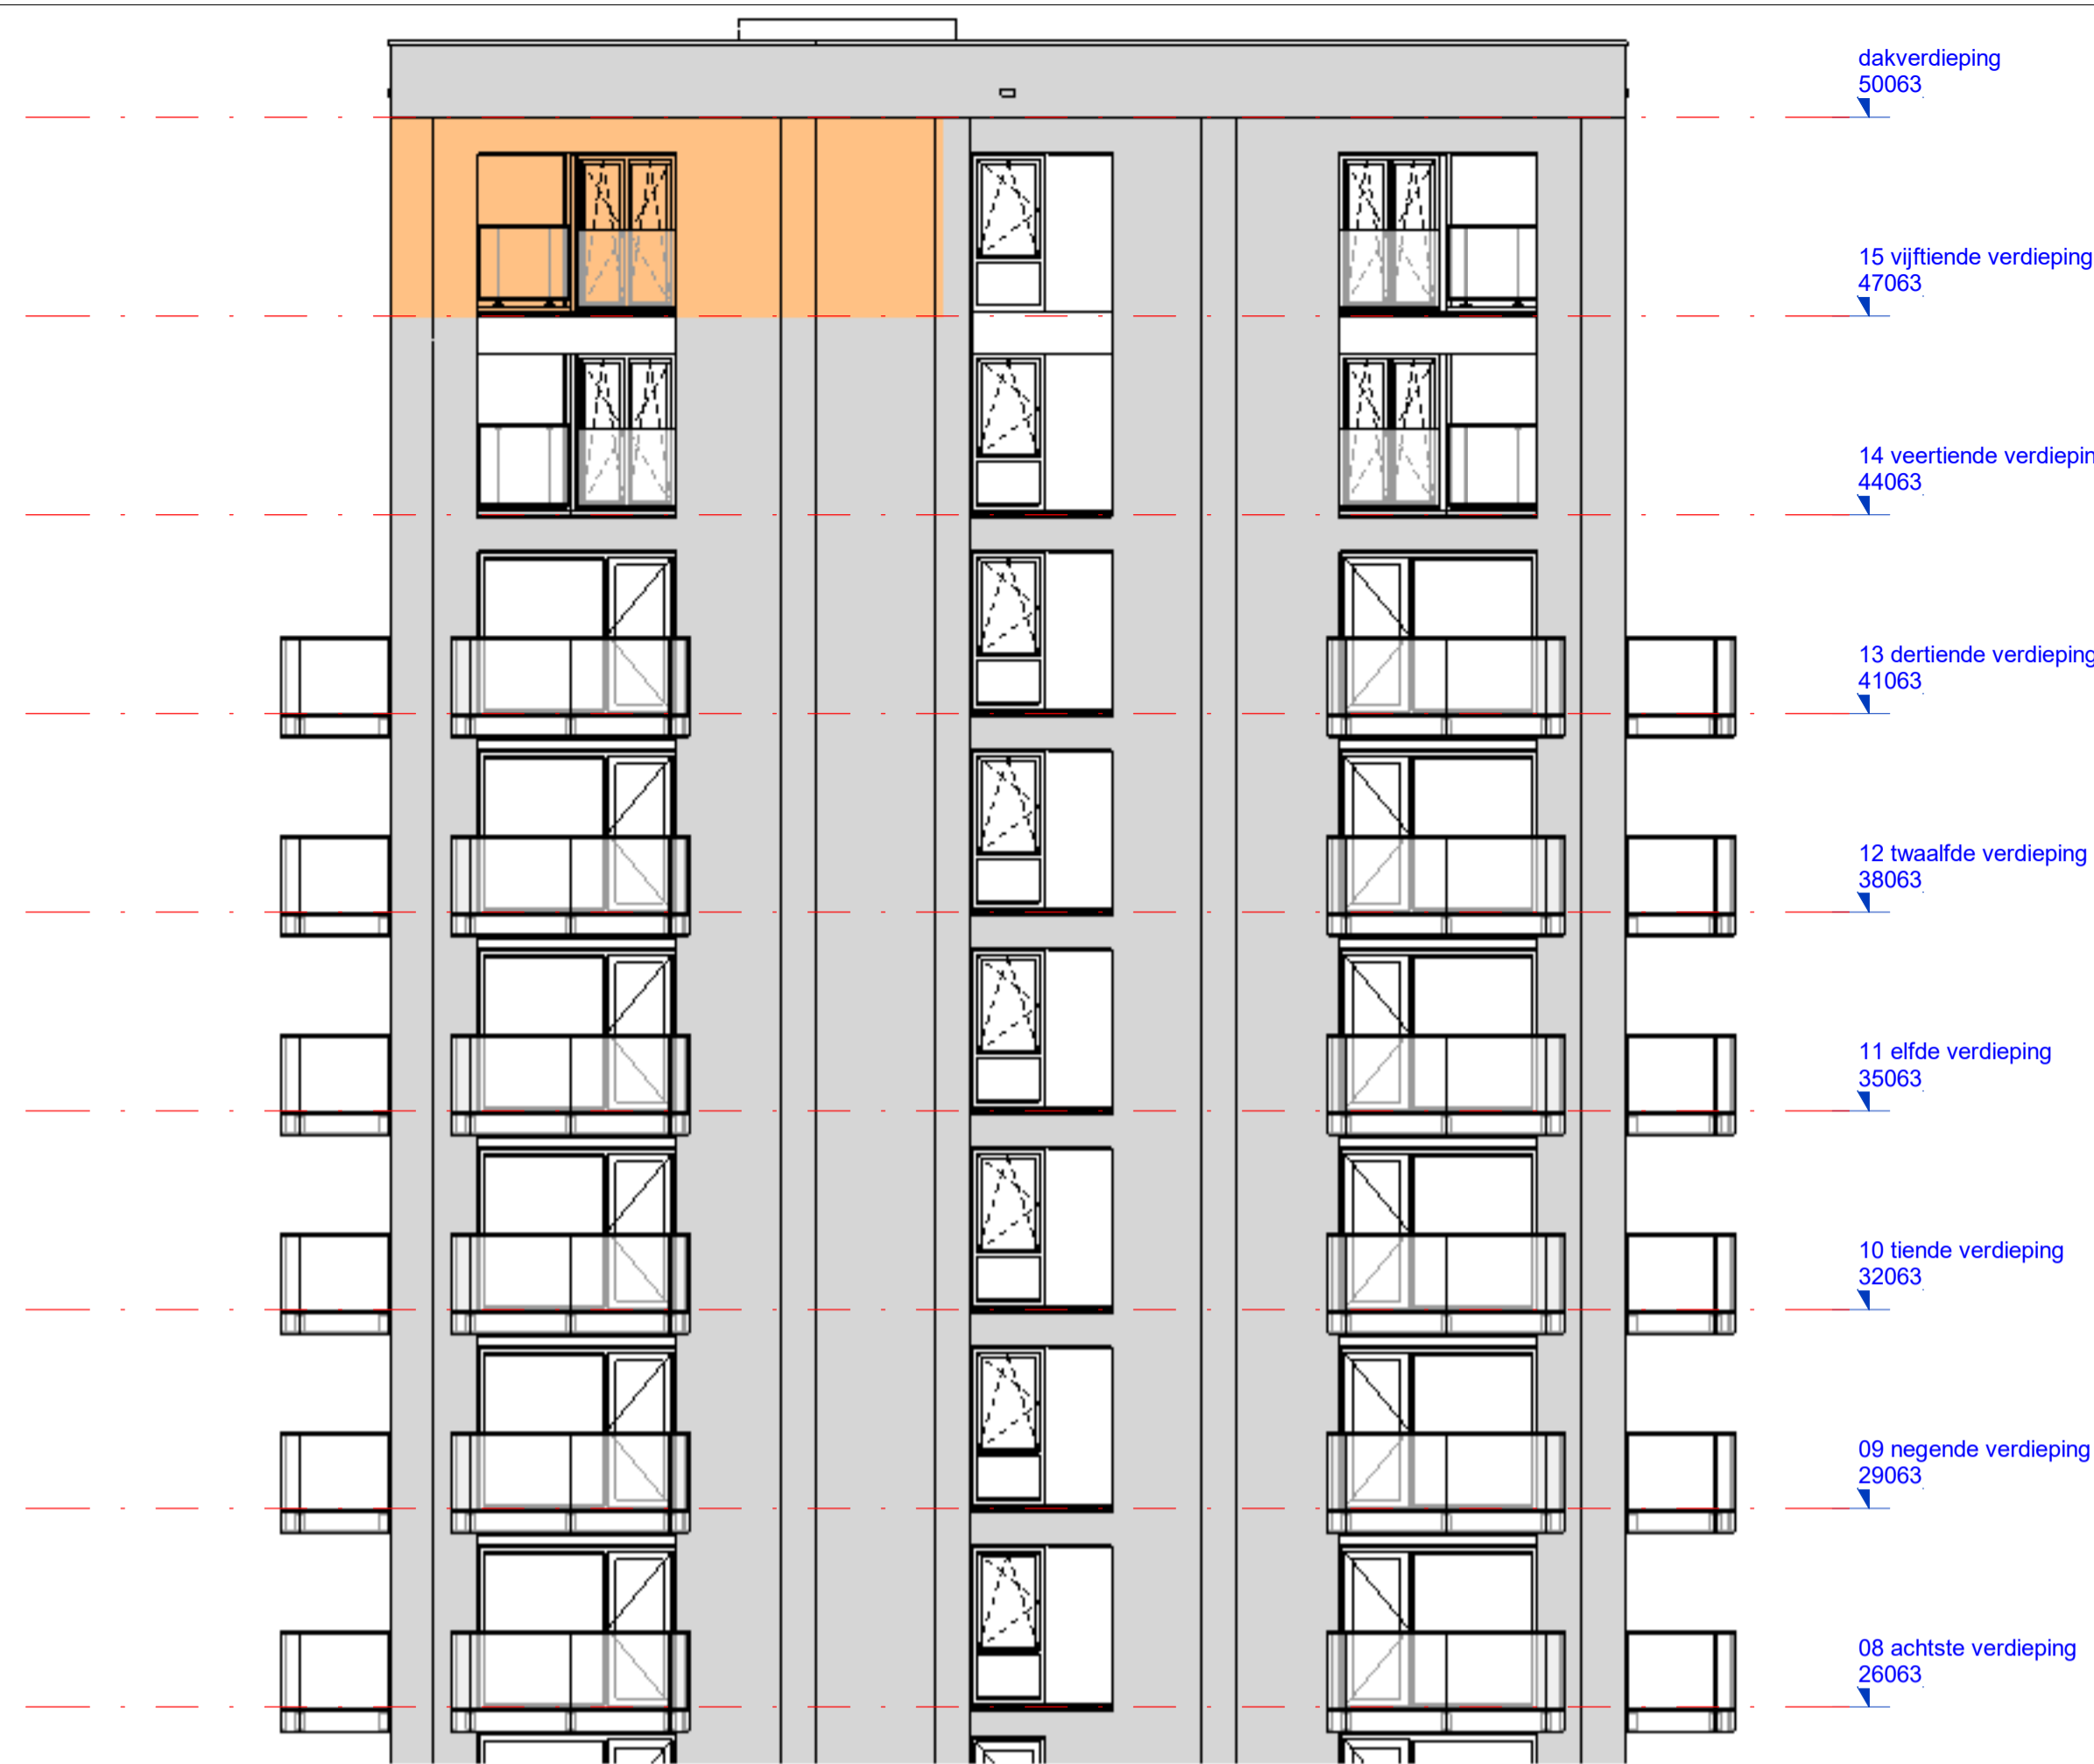 dakverdieping
50063
15 vijftiende verdieping
47063
14 veertiende verdiepin
44063
13 dertiende verdieping
41063
12 twaalfde verdieping
38063
11 elfde verdieping
35063
10 tiende verdieping
32063
09 negende verdieping
29063
08 achtste verdieping
26063